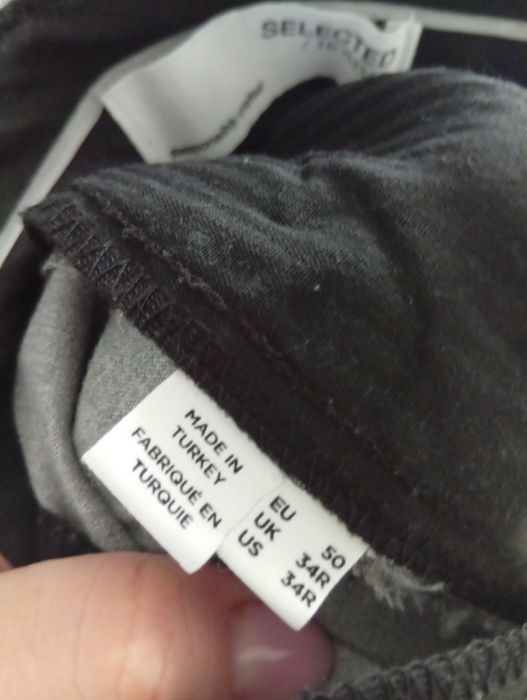 SELECTED
MADE IN
TURKEY
FABRIQUÉ EN
TURQUIE
EU 50
UK 34R
US 34R